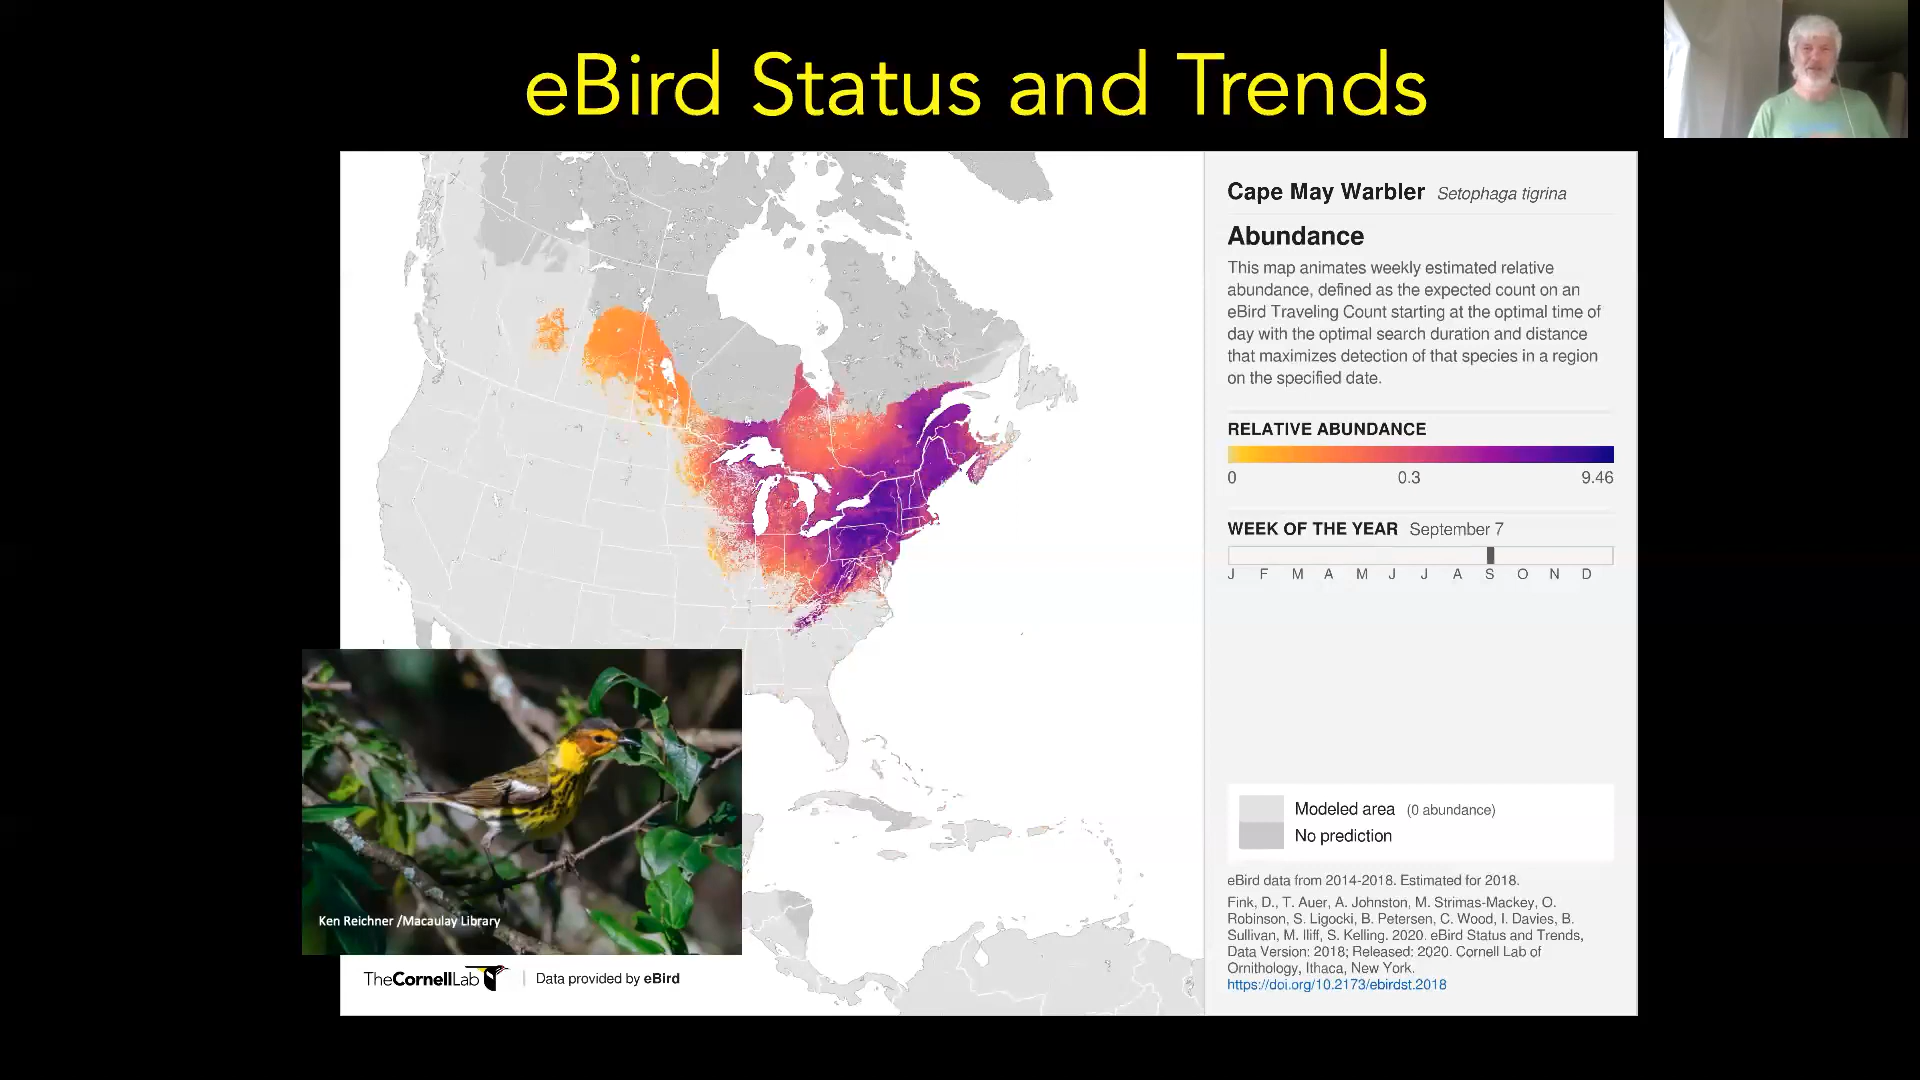 eBird Status and Trends
Cape May Warbler Setophaga tigrina
Abundance
This map animates weekly estimated relative
abundance, defined as the expected count on an
eBird Traveling Count starting at the optimal time of
day with the optimal search duration and distance
that maximizes detection of that species in a region
on the specified date.
RELATIVE ABUNDANCE
0 0.3 9.46
WEEK OF THE YEAR September 7
J F M A M J J A S O N D
Modeled area (0 abundance)
No prediction
eBird data from 2014-2018. Estimated for 2018.
Fink, D., T. Auer, A. Johnston, M. Strimas-Mackey, O.
Robinson, S. Ligocki, B. Petersen, C. Wood, I. Davies, B.
Sullivan, M. Iliff, S. Kelling. 2020. eBird Status and Trends,
Data Version: 2018; Released: 2020. Cornell Lab of
Ornithology, Ithaca, New York.
https://doi.org/10.2173/ebirdst.2018
Ken Reichner /Macaulay Library
TheCornellLab Data provided by eBird